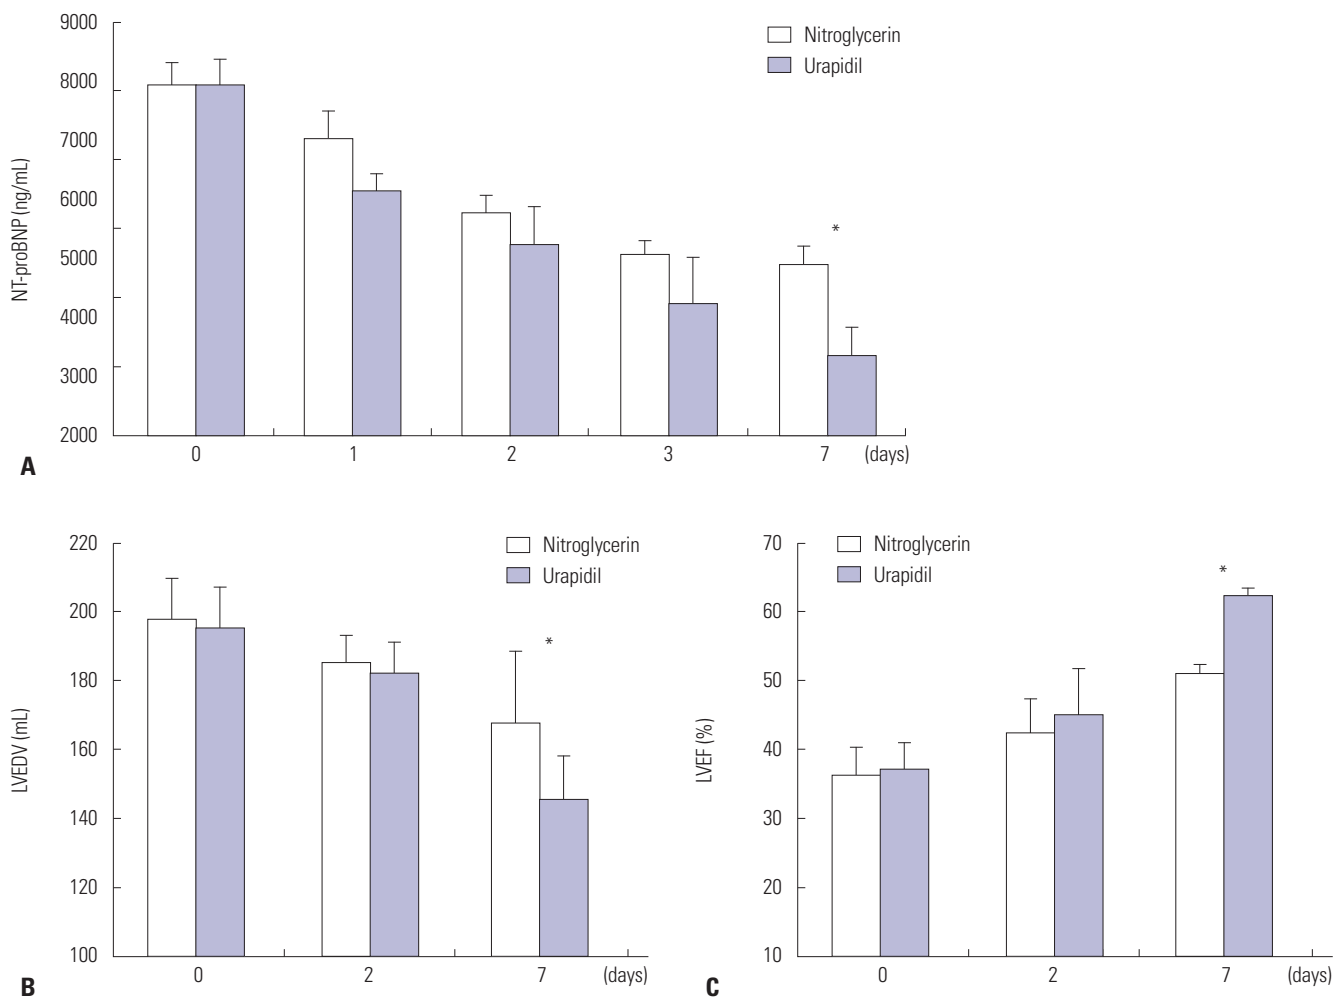 9000
8000
7000
6000
5000
4000
3000
2000
NT-proBNP (ng/mL)
Nitroglycerin
Urapidil
*
0 1 2 3 7 (days)
A
220
200
180
160
140
120
100
LVEDV (mL)
Nitroglycerin
Urapidil
*
0 2 7 (days)
B
70
60
50
40
30
20
10
LVEF (%)
Nitroglycerin
Urapidil
*
0 2 7 (days)
C